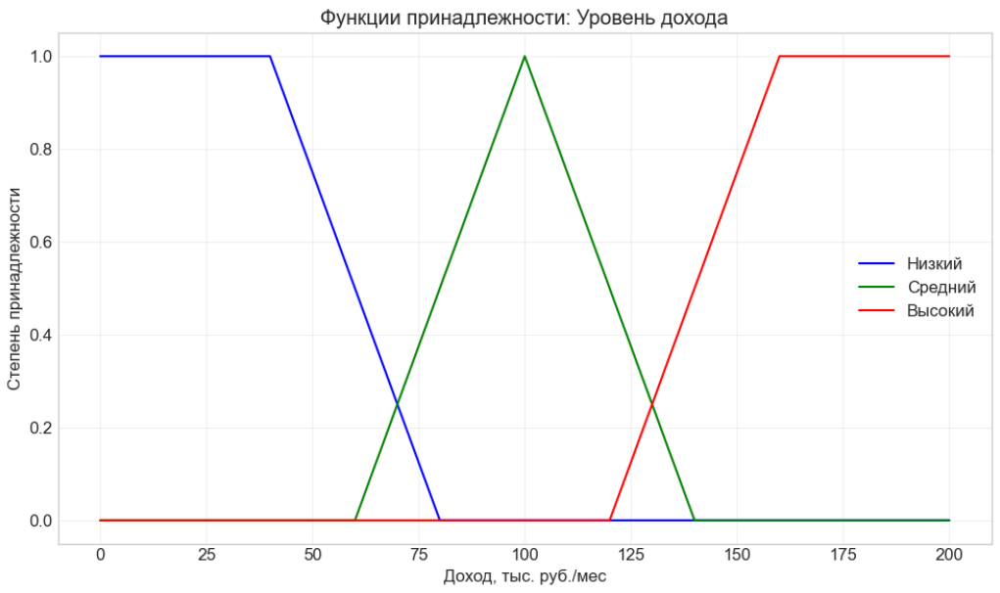 Функции принадлежности: Уровень дохода
1.0
0.8
0.6
0.4
0.2
0.0
Степень принадлежности
Низкий
Средний
Высокий
0 25 50 75 100 125 150 175 200
Доход, тыс. руб./мес